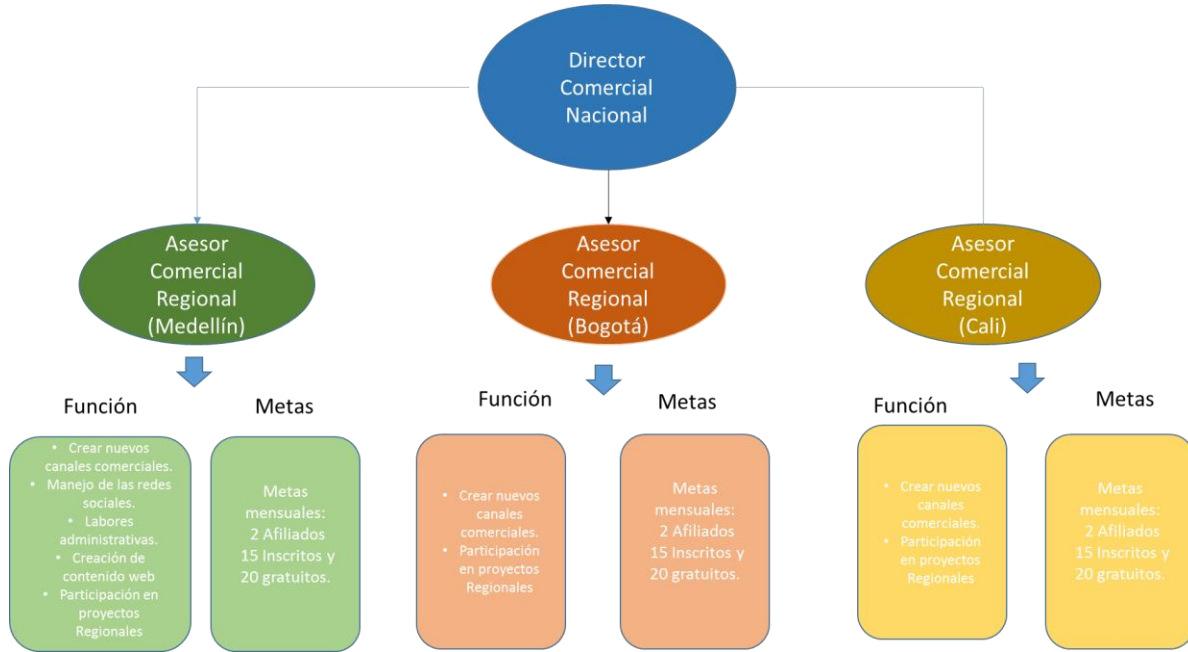 Director
Comercial
Nacional
Asesor
Comercial
Regional
(Medellín)
Asesor
Comercial
Regional
(Bogotá)
Asesor
Comercial
Regional
(Cali)
Función
Metas
Función
Metas
Función
Metas
• Crear nuevos
canales comerciales.
• Manejo de las redes
sociales.
• Labores
administrativas.
• Creación de
contenido web
• Participación en
proyectos
Regionales
Metas
mensuales:
2 Afiliados
15 Inscritos y
20 gratuitos.
• Crear nuevos
canales
comerciales.
• Participación
en proyectos
Regionales
Metas
mensuales:
2 Afiliados
15 Inscritos y
20 gratuitos.
• Crear nuevos
canales
comerciales.
• Participación
en proyectos
Regionales
Metas
mensuales:
2 Afiliados
15 Inscritos y
20 gratuitos.